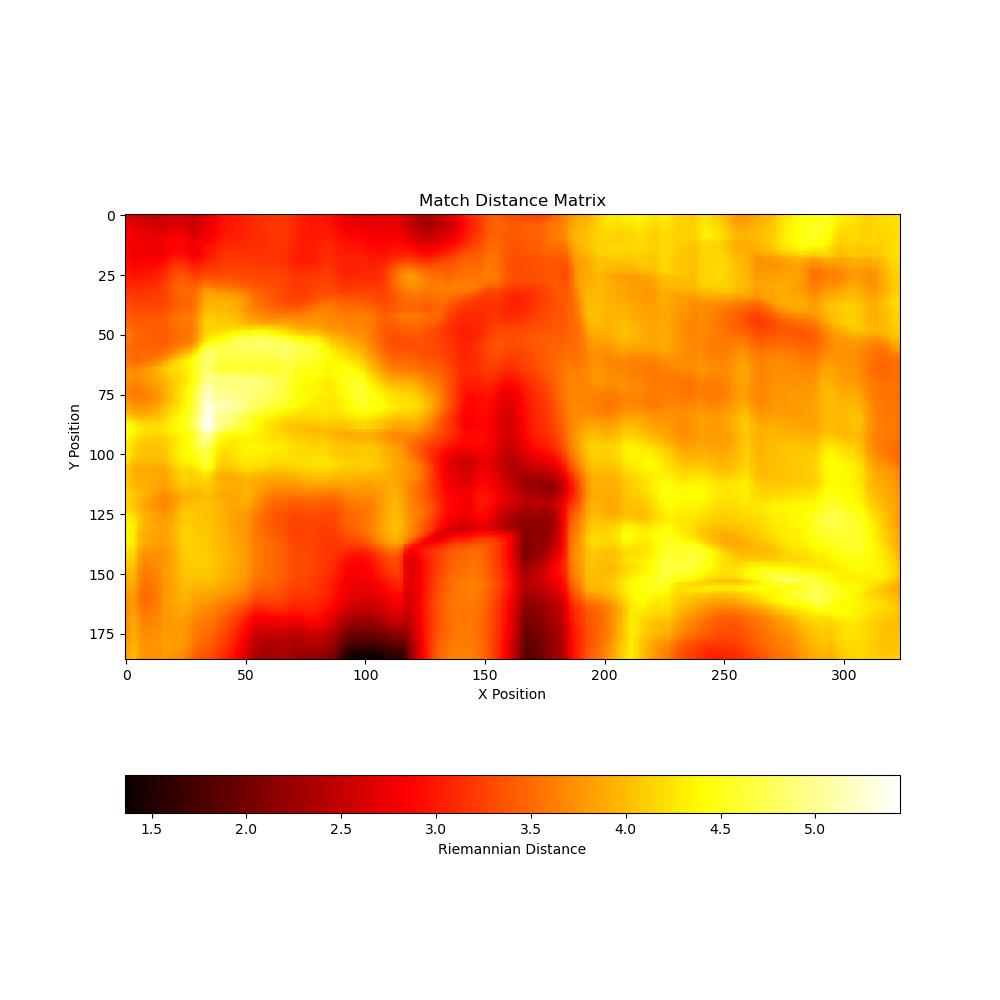 Match Distance Matrix
0
25
50
75
100
125
150
175
Y Position
0 50 100 150 200 250 300
X Position
1.5 2.0 2.5 3.0 3.5 4.0 4.5 5.0
Riemannian Distance